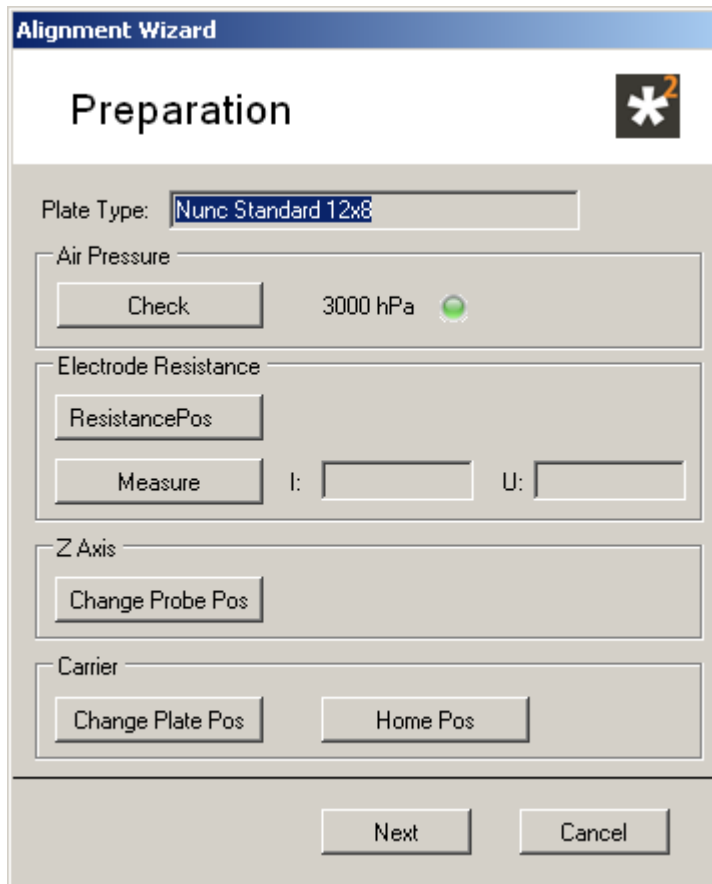 Alignment Wizard
Preparation
*2
Plate Type: Nunc Standard 12x8
Air Pressure
Check 3000 hPa
Electrode Resistance
ResistancePos
Measure I: U:
Z Axis
Change Probe Pos
Carrier
Change Plate Pos Home Pos
Next Cancel